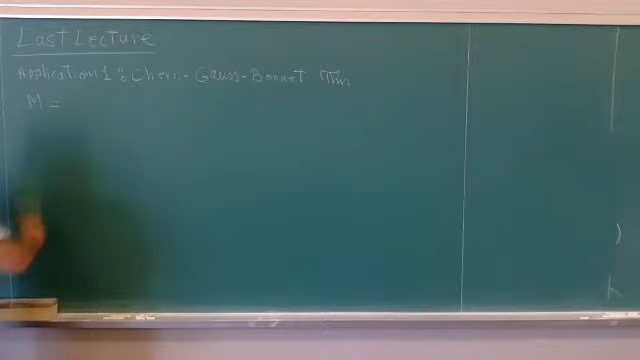 Last Lecture
Application 1 : Chern-Gauss-Bonnet Thm
M =